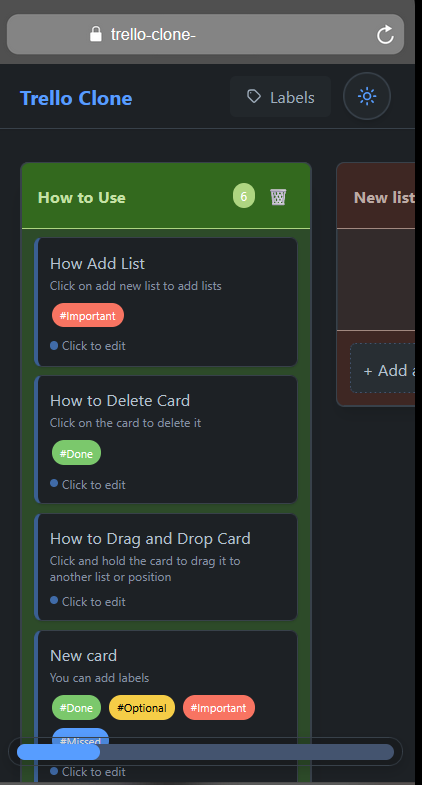 trello-clone-
Trello Clone
Labels
How to Use
6
New list
How Add List
Click on add new list to add lists
#Important
Click to edit
+ Add a
How to Delete Card
Click on the card to delete it
#Done
Click to edit
How to Drag and Drop Card
Click and hold the card to drag it to
another list or position
Click to edit
New card
You can add labels
#Done #Optional #Important
#Missed
Click to edit